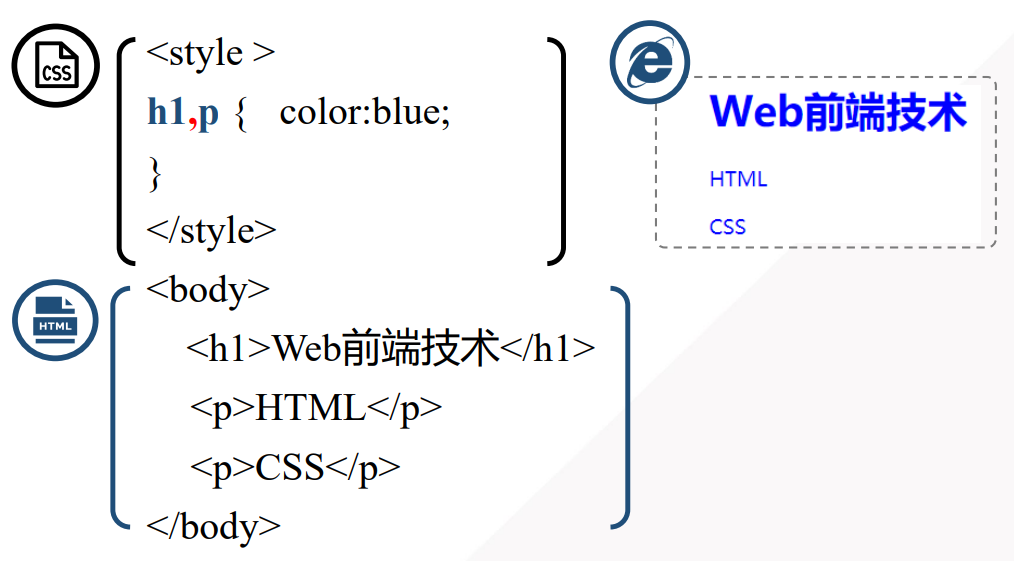 CSS
<style >
h1,p {   color:blue;
}
</style>
HTML
<body>
<h1>Web前端技术</h1>
<p>HTML</p>
<p>CSS</p>
</body>
Web前端技术
HTML
CSS